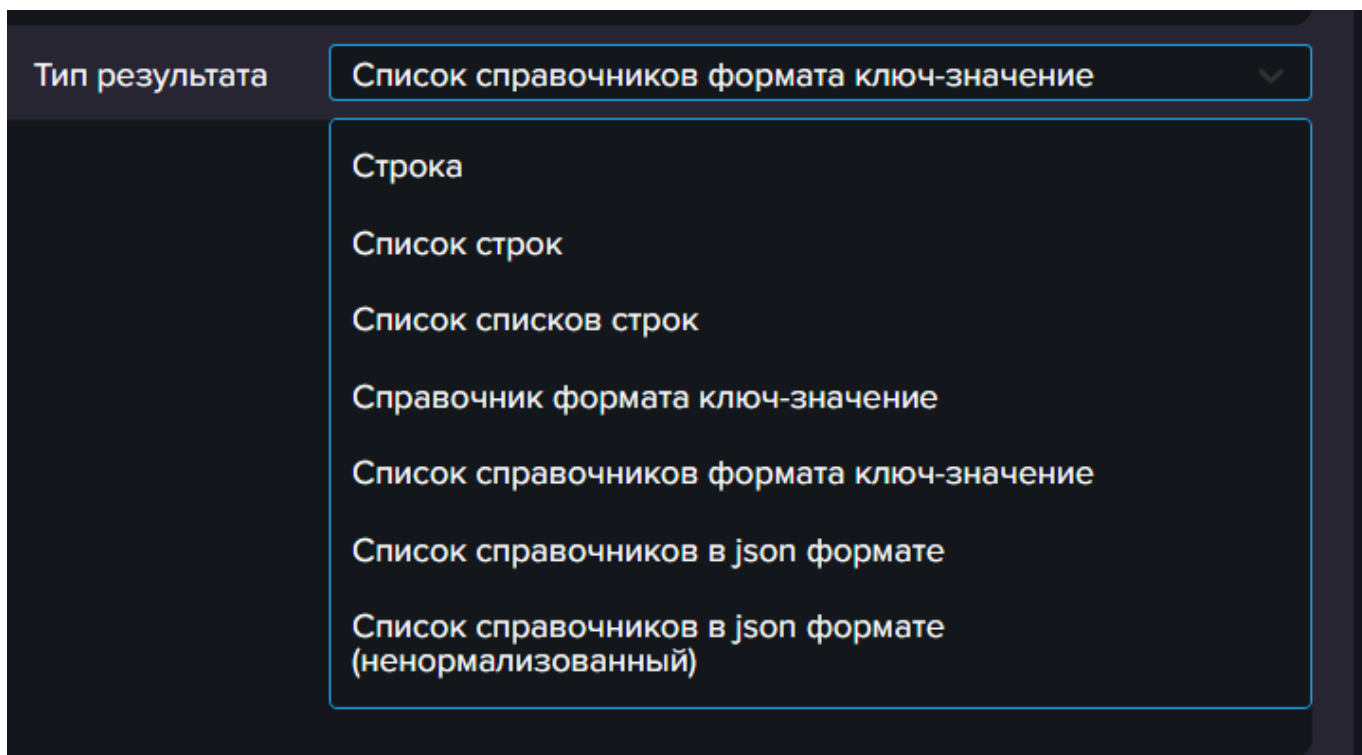 Тип результата
Список справочников формата ключ-значение
Строка
Список строк
Список списков строк
Справочник формата ключ-значение
Список справочников формата ключ-значение
Список справочников в json формате
Список справочников в json формате
(ненормализованный)